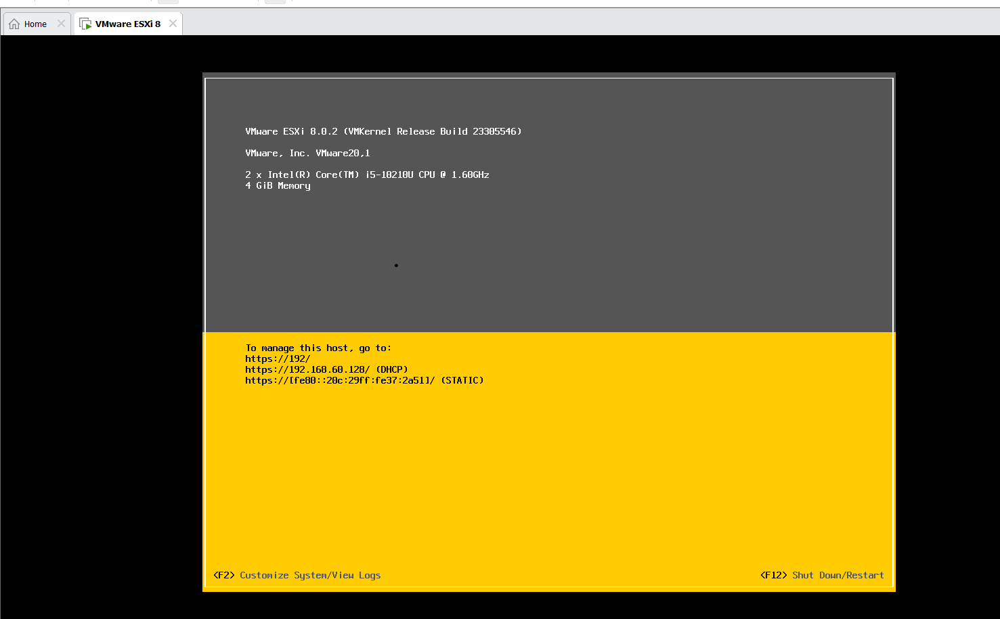 Home
VMware ESXi 8
VMware ESXi 8.0.2 (VMKernel Release Build 23305546)
VMware, Inc. VMware20,1
2 x Intel(R) Core(TM) i5-10210U CPU @ 1.60GHz
4 GiB Memory
To manage this host, go to:
https://192/
https://192.168.60.128/ (DHCP)
https://[fe80::20c:29ff:fe37:2a51]/ (STATIC)
<F2> Customize System/View Logs
<F12> Shut Down/Restart